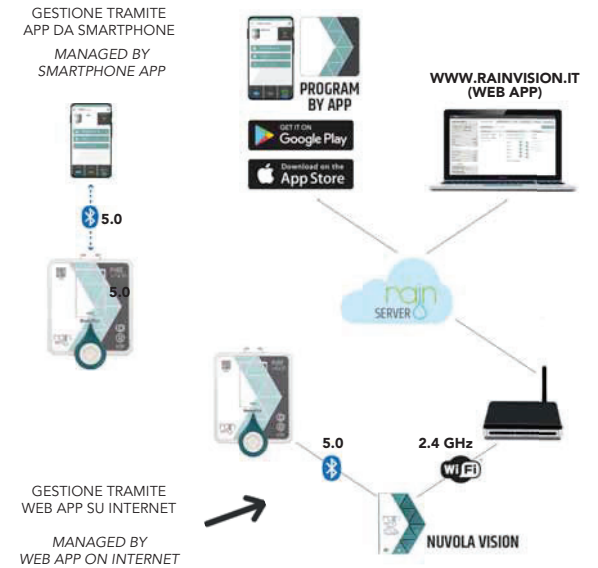 GESTIONE TRAMITE
APP DA SMARTPHONE
MANAGED BY
SMARTPHONE APP
5.0
5.0
PROGRAM
BY APP
GET IT ON
Google Play
Download on the
App Store
WWW.RAINVISION.IT
(WEB APP)
rain
SERVER
5.0
2.4 GHz
Wi Fi
NUVOLA VISION
GESTIONE TRAMITE
WEB APP SU INTERNET
MANAGED BY
WEB APP ON INTERNET